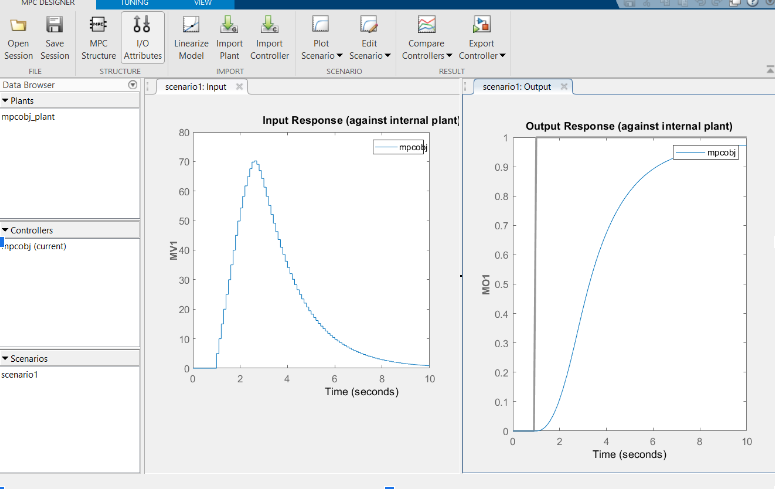 MPC DESIGNER TUNING VIEW
Open Session
Save Session
MPC Structure
I/O Attributes
Linearize Model
Import Plant
Import Controller
Plot Scenario
Edit Scenario
Compare Controllers
Export Controller
FILE STRUCTURE IMPORT SCENARIO RESULT
Data Browser
Plants
mpcobj_plant
Controllers
mpcobj (current)
Scenarios
scenario1
scenario1: Input
Input Response (against internal plant)
mpcobj
80
70
60
50
40
30
20
10
0
MV1
0 2 4 6 8 10
Time (seconds)
scenario1: Output
Output Response (against internal plant)
mpcobj
1
0.9
0.8
0.7
0.6
0.5
0.4
0.3
0.2
0.1
0
MO1
0 2 4 6 8 10
Time (seconds)